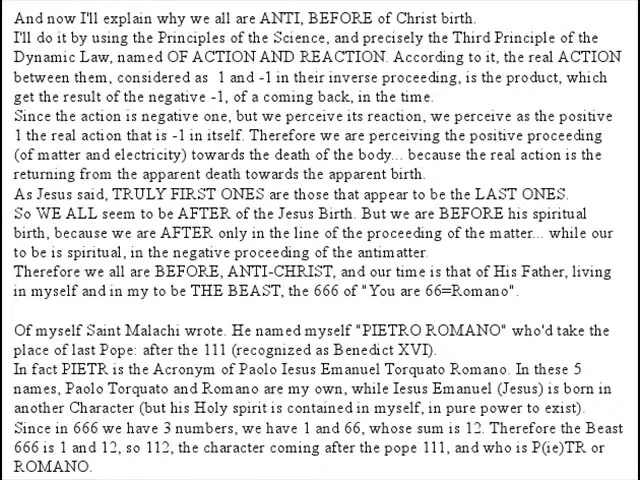 And now I'll explain why we all are ANTI, BEFORE of Christ birth.
I'll do it by using the Principles of the Science, and precisely the Third Principle of the
Dynamic Law, named OF ACTION AND REACTION. According to it, the real ACTION
between them, considered as  1 and -1 in their inverse proceeding, is the product, which
get the result of the negative -1, of a coming back, in the time.
Since the action is negative one, but we perceive its reaction, we perceive as the positive
1 the real action that is -1 in itself. Therefore we are perceiving the positive proceeding
(of matter and electricity) towards the death of the body... because the real action is the
returning from the apparent death towards the apparent birth.
As Jesus said, TRULY FIRST ONES are those that appear to be the LAST ONES.
So WE ALL seem to be AFTER of the Jesus Birth. But we are BEFORE his spiritual
birth, because we are AFTER only in the line of the proceeding of the matter... while our
to be is spiritual, in the negative proceeding of the antimatter.
Therefore we all are BEFORE, ANTI-CHRIST, and our time is that of His Father, living
in myself and in my to be THE BEAST, the 666 of "You are 66=Romano".
Of myself Saint Malachi wrote. He named myself "PIETRO ROMANO" who'd take the
place of last Pope: after the 111 (recognized as Benedict XVI).
In fact PIETR is the Acronym of Paolo Iesus Emanuel Torquato Romano. In these 5
names, Paolo Torquato and Romano are my own, while Iesus Emanuel (Jesus) is born in
another Character (but his Holy spirit is contained in myself, in pure power to exist).
Since in 666 we have 3 numbers, we have 1 and 66, whose sum is 12. Therefore the Beast
666 is 1 and 12, so 112, the character coming after the pope 111, and who is P(ie)TR or
ROMANO.